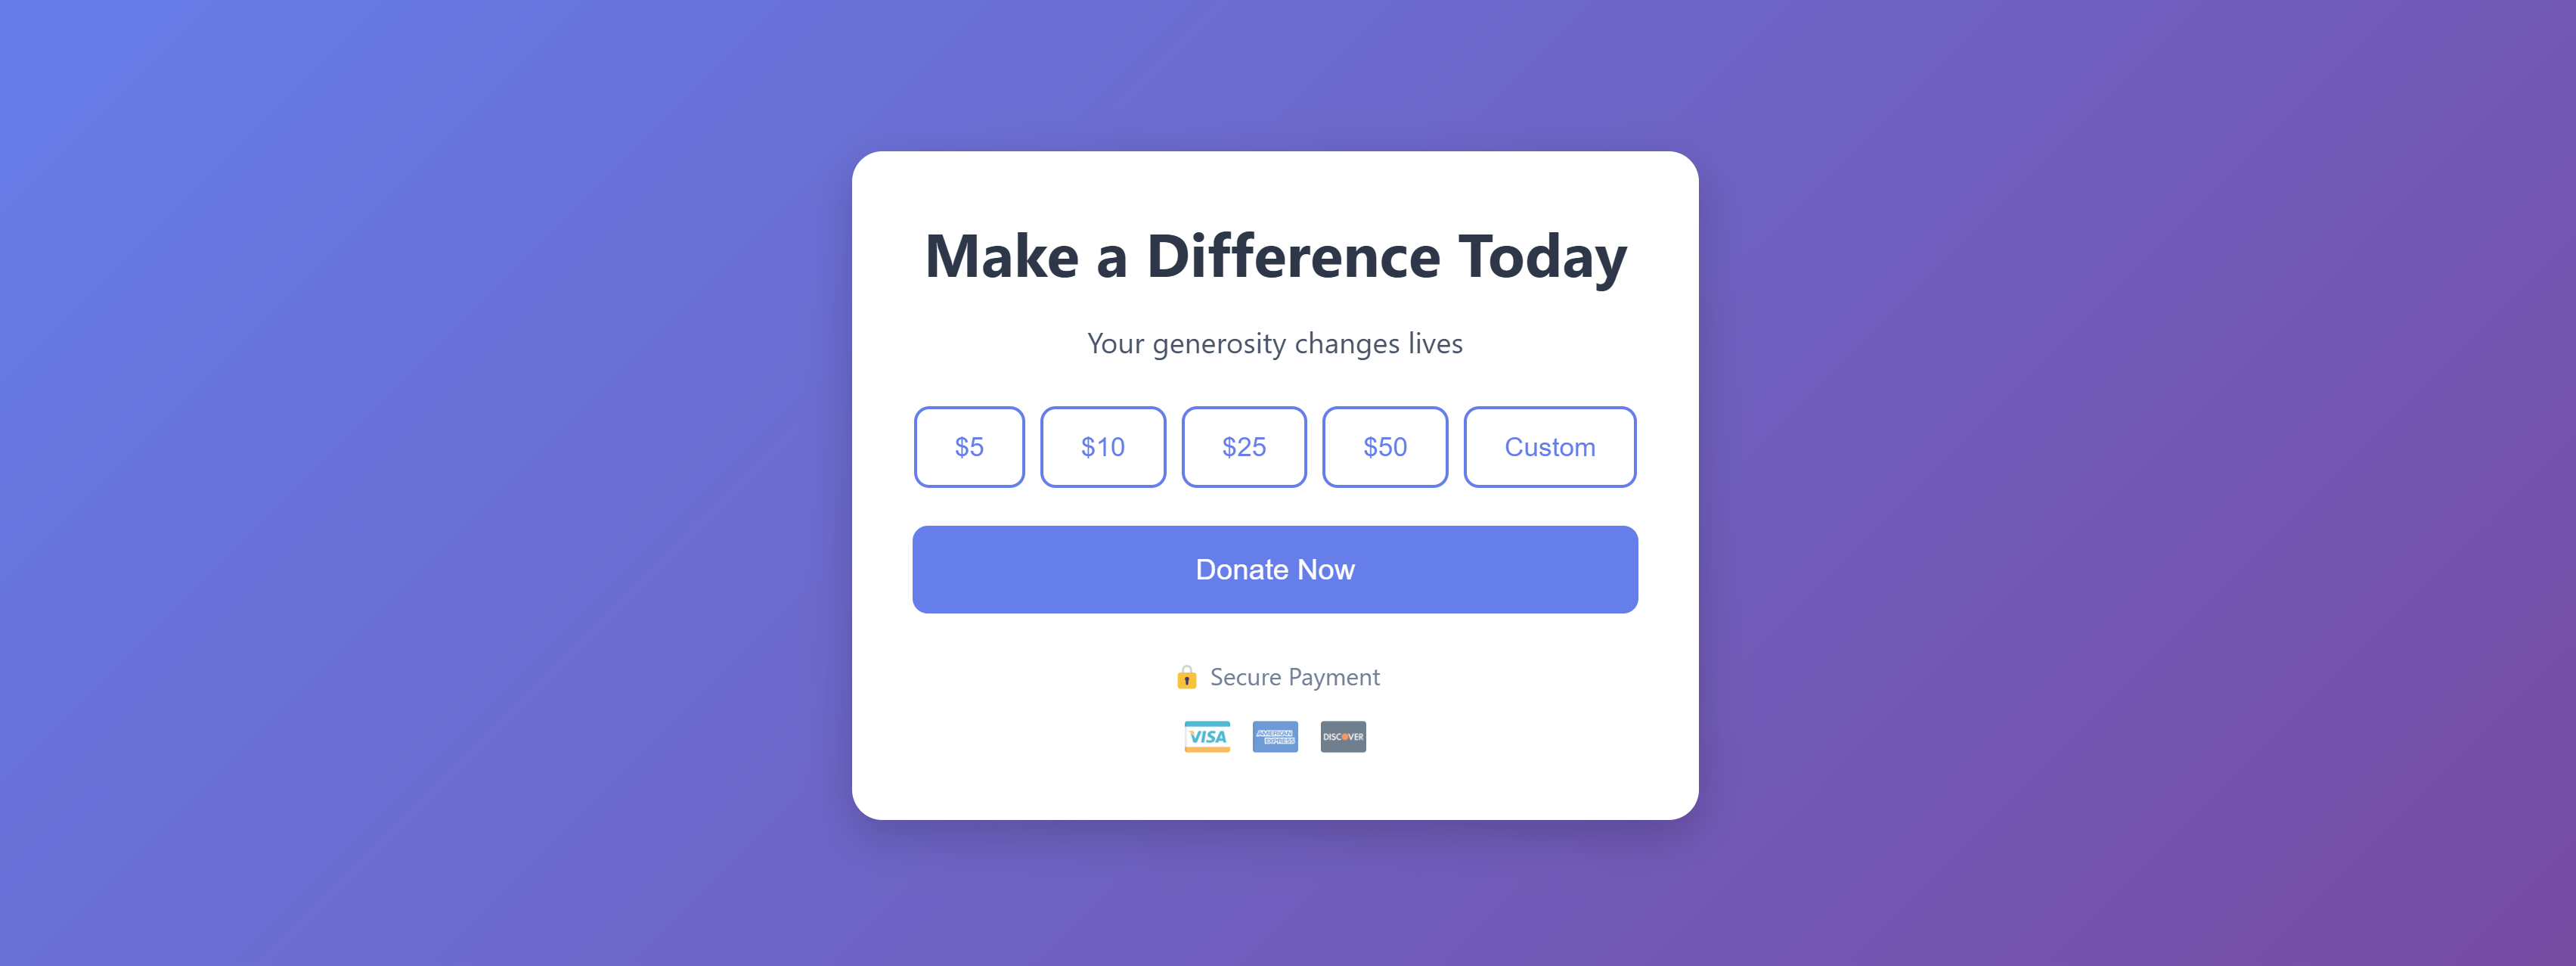 Make a Difference Today
Your generosity changes lives
$5 $10 $25 $50 Custom
Donate Now
Secure Payment
VISA AMERICAN EXPRESS DISCOVER